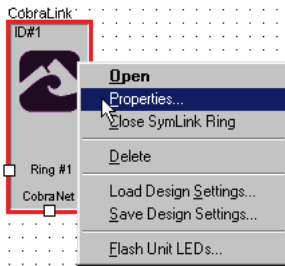 CobraLink
ID#1
Open
Properties...
Close SymLink Ring
Delete
Ring #1
CobraNet
Load Design Settings...
Save Design Settings...
Flash Unit LEDs...